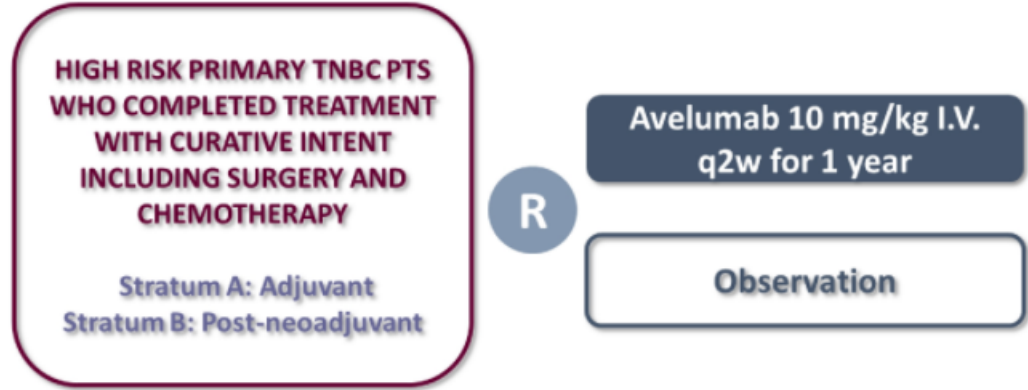 HIGH RISK PRIMARY TNBC PTS
WHO COMPLETED TREATMENT
WITH CURATIVE INTENT
INCLUDING SURGERY AND
CHEMOTHERAPY
Stratum A: Adjuvant
Stratum B: Post-neoadjuvant
R
Avelumab 10 mg/kg I.V.
q2w for 1 year
Observation